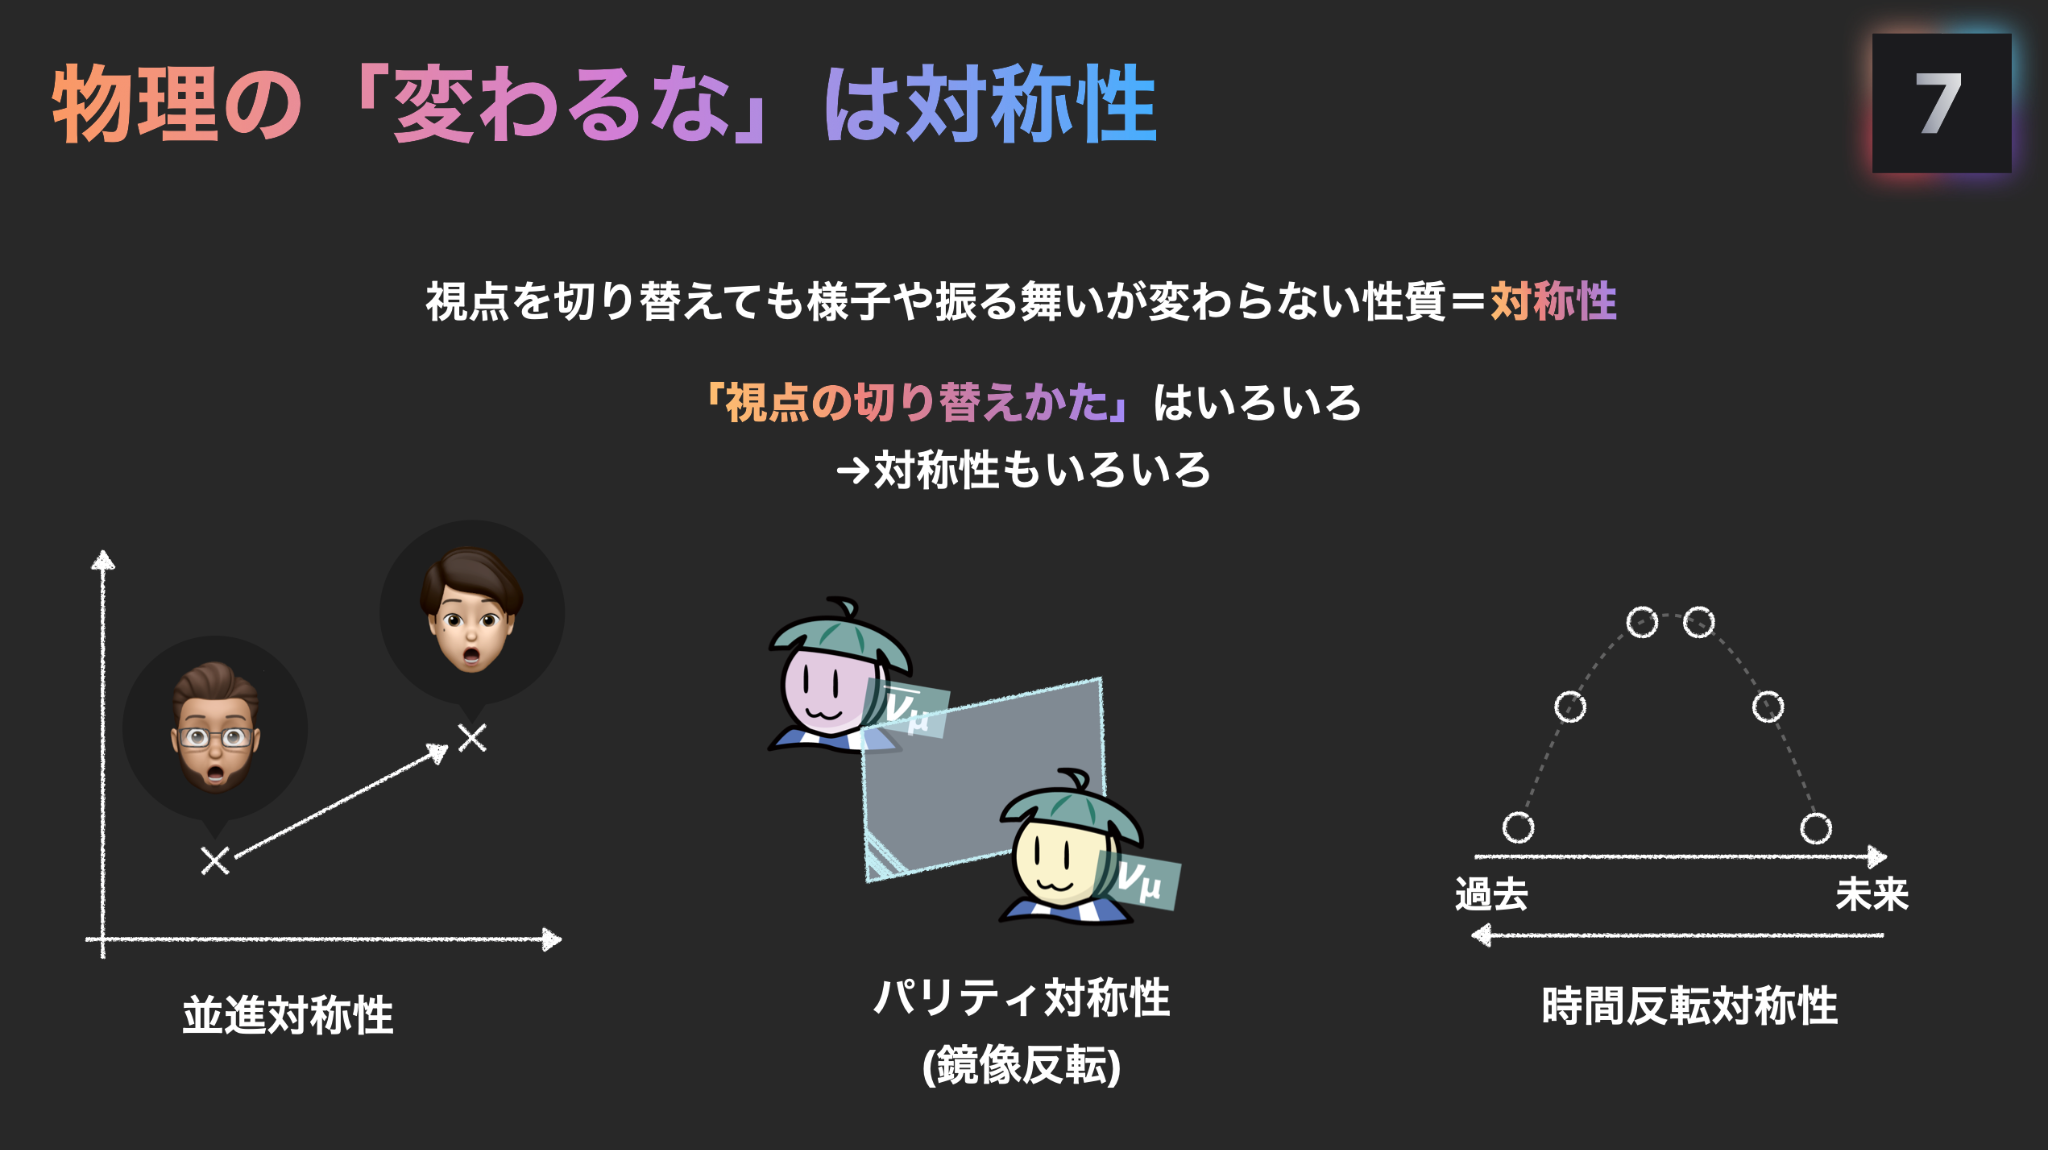 物理の「変わるな」は対称性
7
視点を切り替えても様子や振る舞いが変わらない性質＝対称性
「視点の切り替えかた」はいろいろ
→対称性もいろいろ
ν̅μ
νμ
過去
未来
並進対称性
パリティ対称性
(鏡像反転)
時間反転対称性